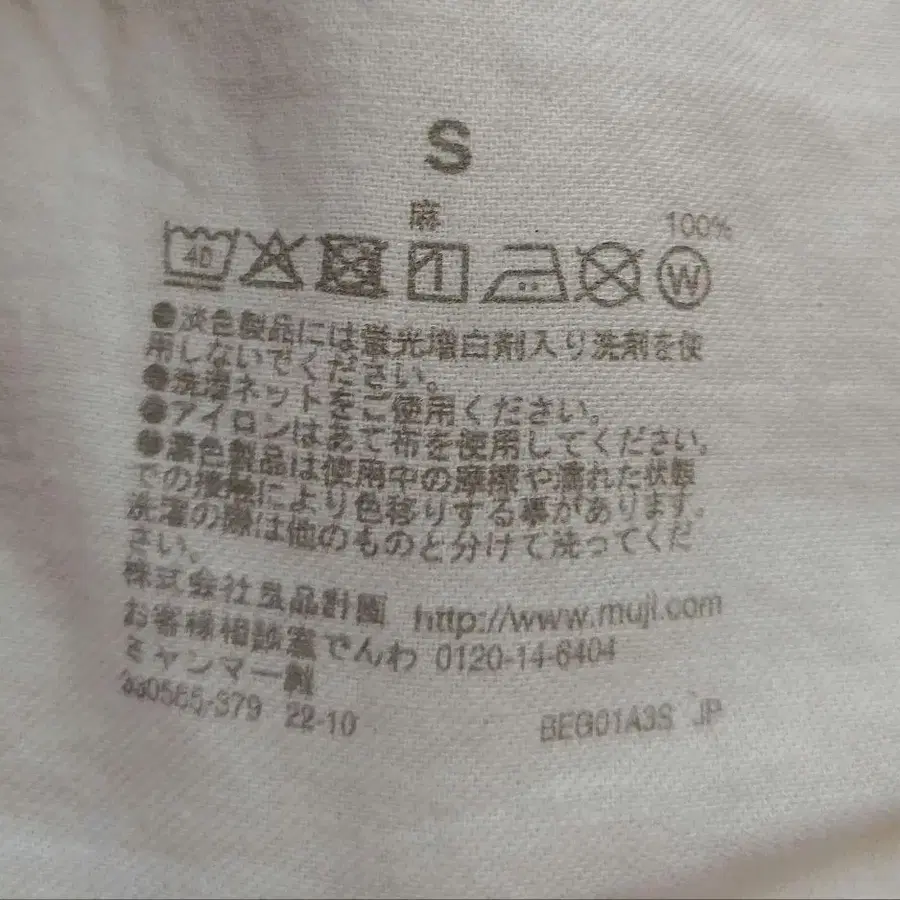 S
麻 100%
40 W
●淡色製品には蛍光増白剤入り洗剤を使
用しないでください。
●洗濯ネットをご使用ください。
●アイロンはあて布を使用してください。
●濃色製品は使用中の摩擦や濡れた状態
での接触により色移りする事があります。
洗濯の際は他のものと分けて洗ってくだ
さい。
株式会社良品計画 http://www.muji.com
お客様相談室でんわ 0120-14-6404
ミャンマー製
22-10 BEG01A3S JP